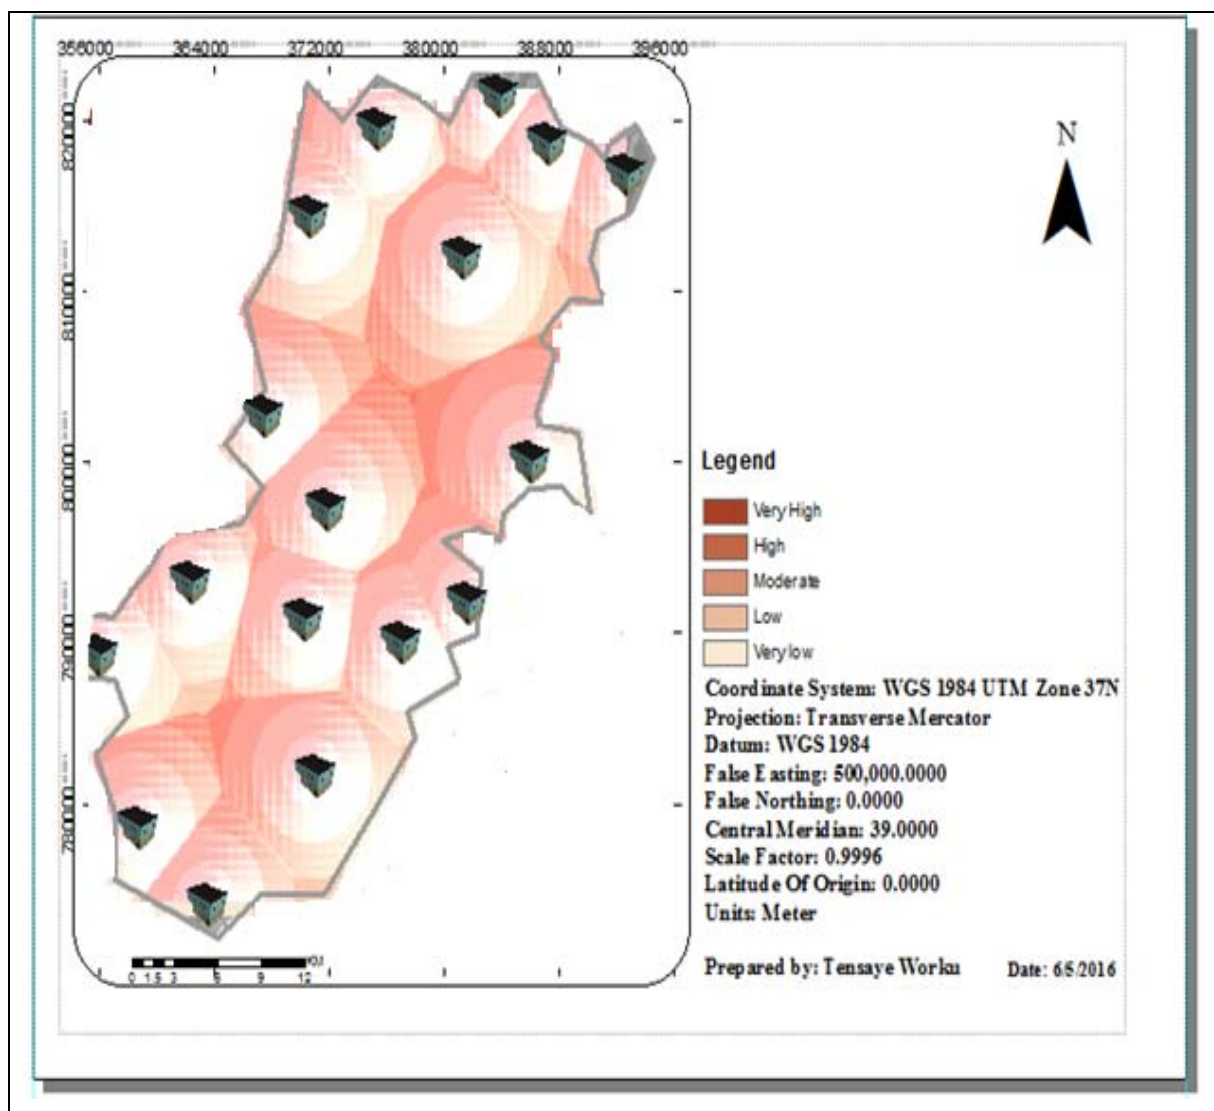 356000 364000 372000 380000 388000 396000
820000
810000
800000
790000
780000
N
Legend
Very High
High
Moderate
Low
Very low
Coordinate System: WGS 1984 UTM Zone 37N
Projection: Transverse Mercator
Datum: WGS 1984
False Easting: 500,000.0000
False Northing: 0.0000
Central Meridian: 39.0000
Scale Factor: 0.9996
Latitude Of Origin: 0.0000
Units: Meter
Prepared by: Tensaye Worku Date: 6/5/2016
0 1.5 3 6 9 12